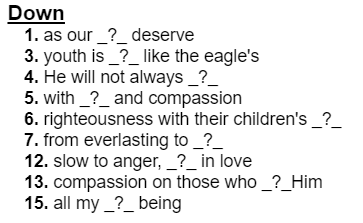 Down
1. as our _?_ deserve
3. youth is _?_ like the eagle's
4. He will not always _?_
5. with _?_ and compassion
6. righteousness with their children's _?_
7. from everlasting to _?_
12. slow to anger, _?_ in love
13. compassion on those who _?_Him
15. all my _?_ being